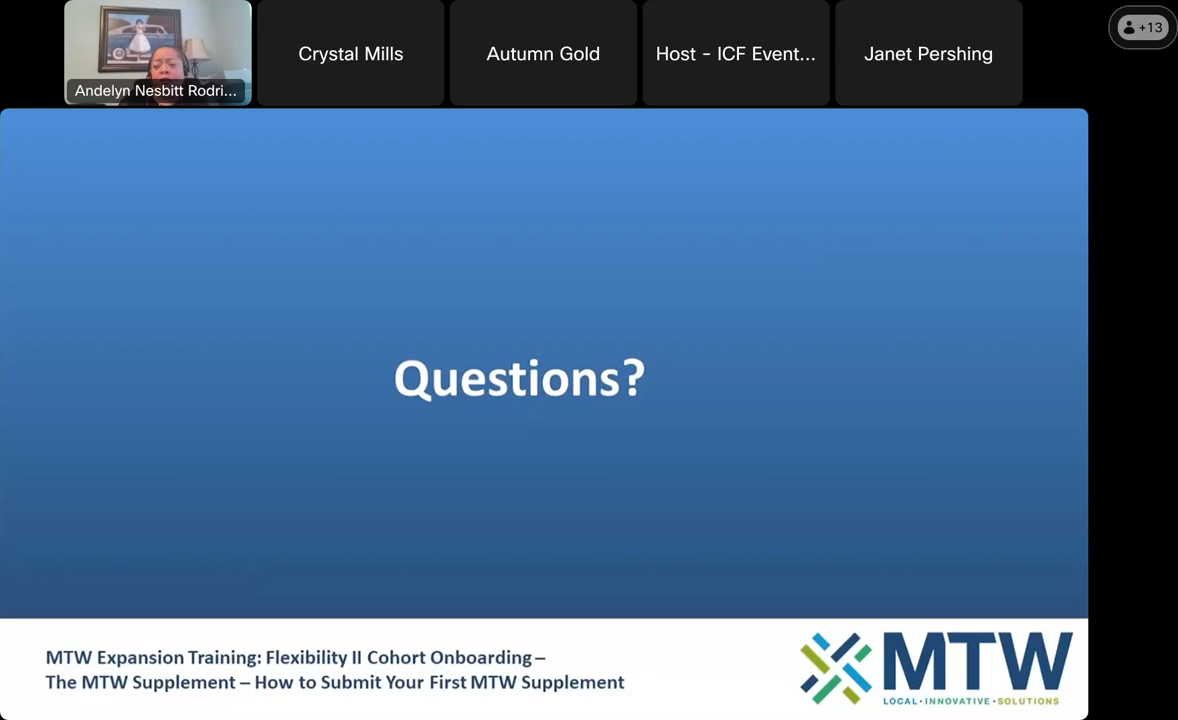 Andelyn Nesbitt Rodri...
Crystal Mills
Autumn Gold
Host - ICF Event...
Janet Pershing
+13
Questions?
MTW Expansion Training: Flexibility II Cohort Onboarding –
The MTW Supplement – How to Submit Your First MTW Supplement
MTW
LOCAL • INNOVATIVE • SOLUTIONS